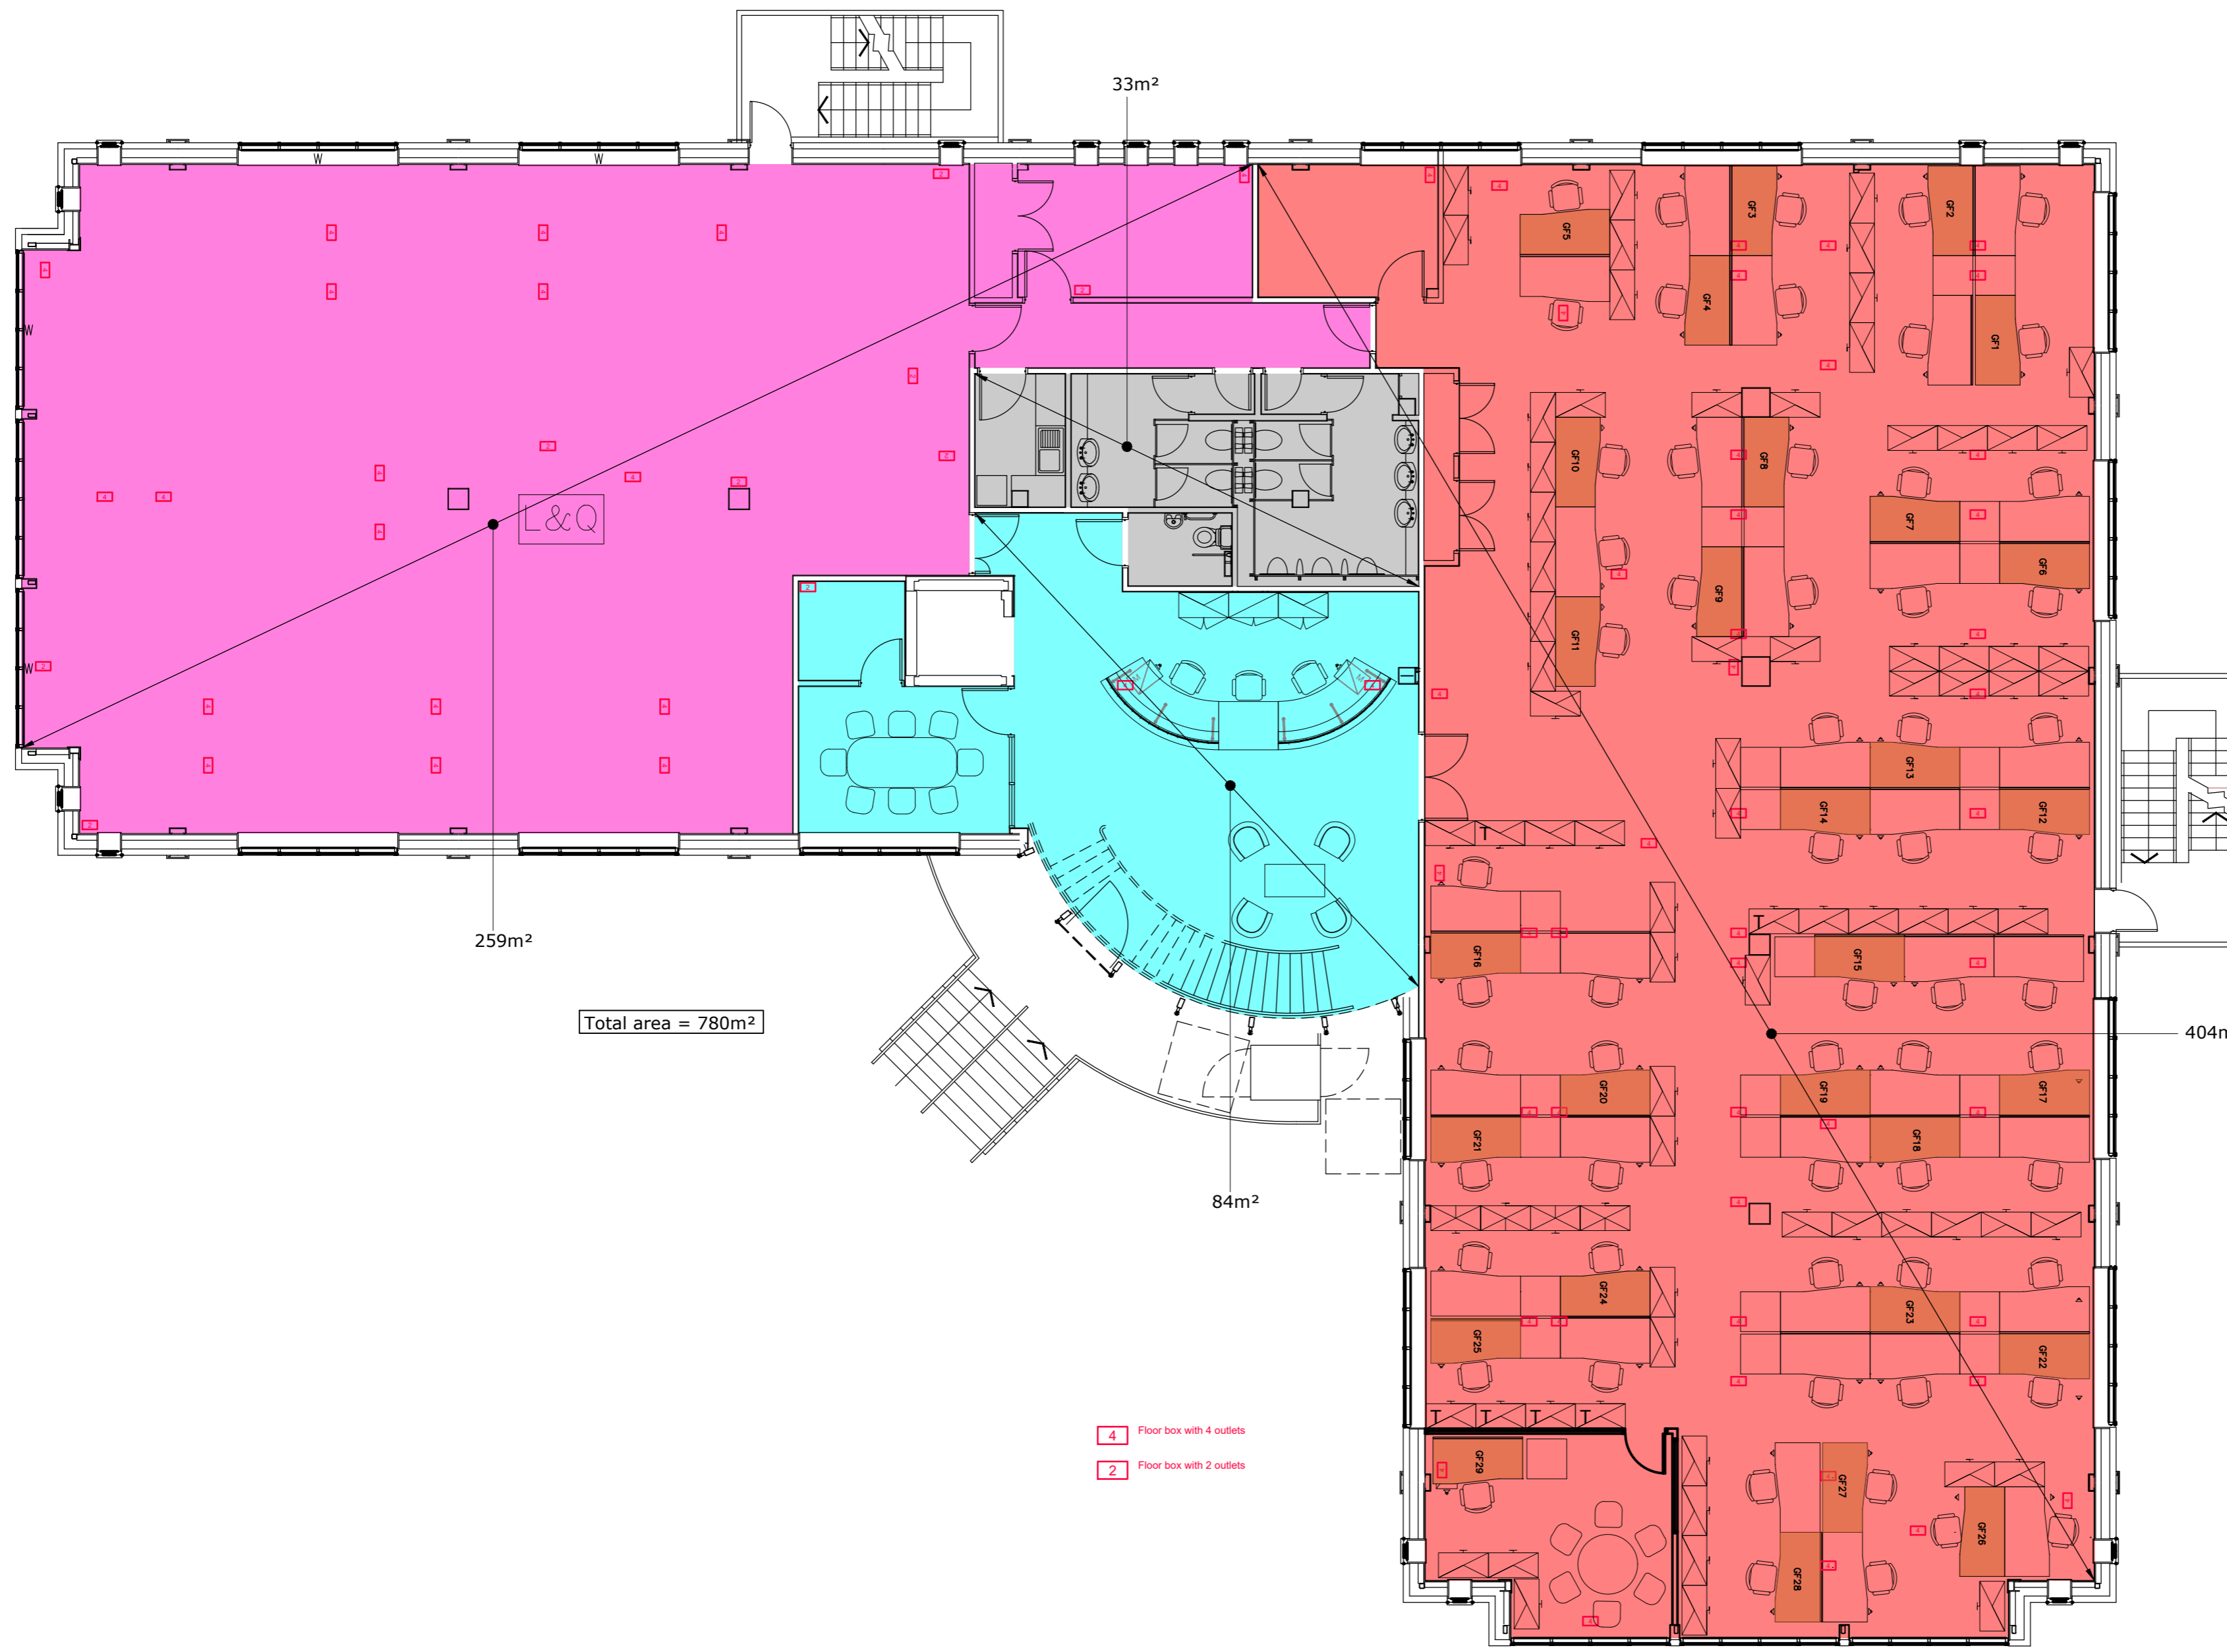 33m²
W
W
GF5
GF3
GF2
GF4
GF1
W
GF10
GF8
GF7
L&Q
GF6
GF9
GF11
W
M
M
GF13
GF14
GF12
T
T
259m²
GF16
GF15
Total area = 780m²
404m
GF20
GF19
GF17
GF21
GF18
84m²
GF24
GF23
GF25
GF22
T T T T
4 Floor box with 4 outlets
2 Floor box with 2 outlets
GF29
GF27
GF26
GF28